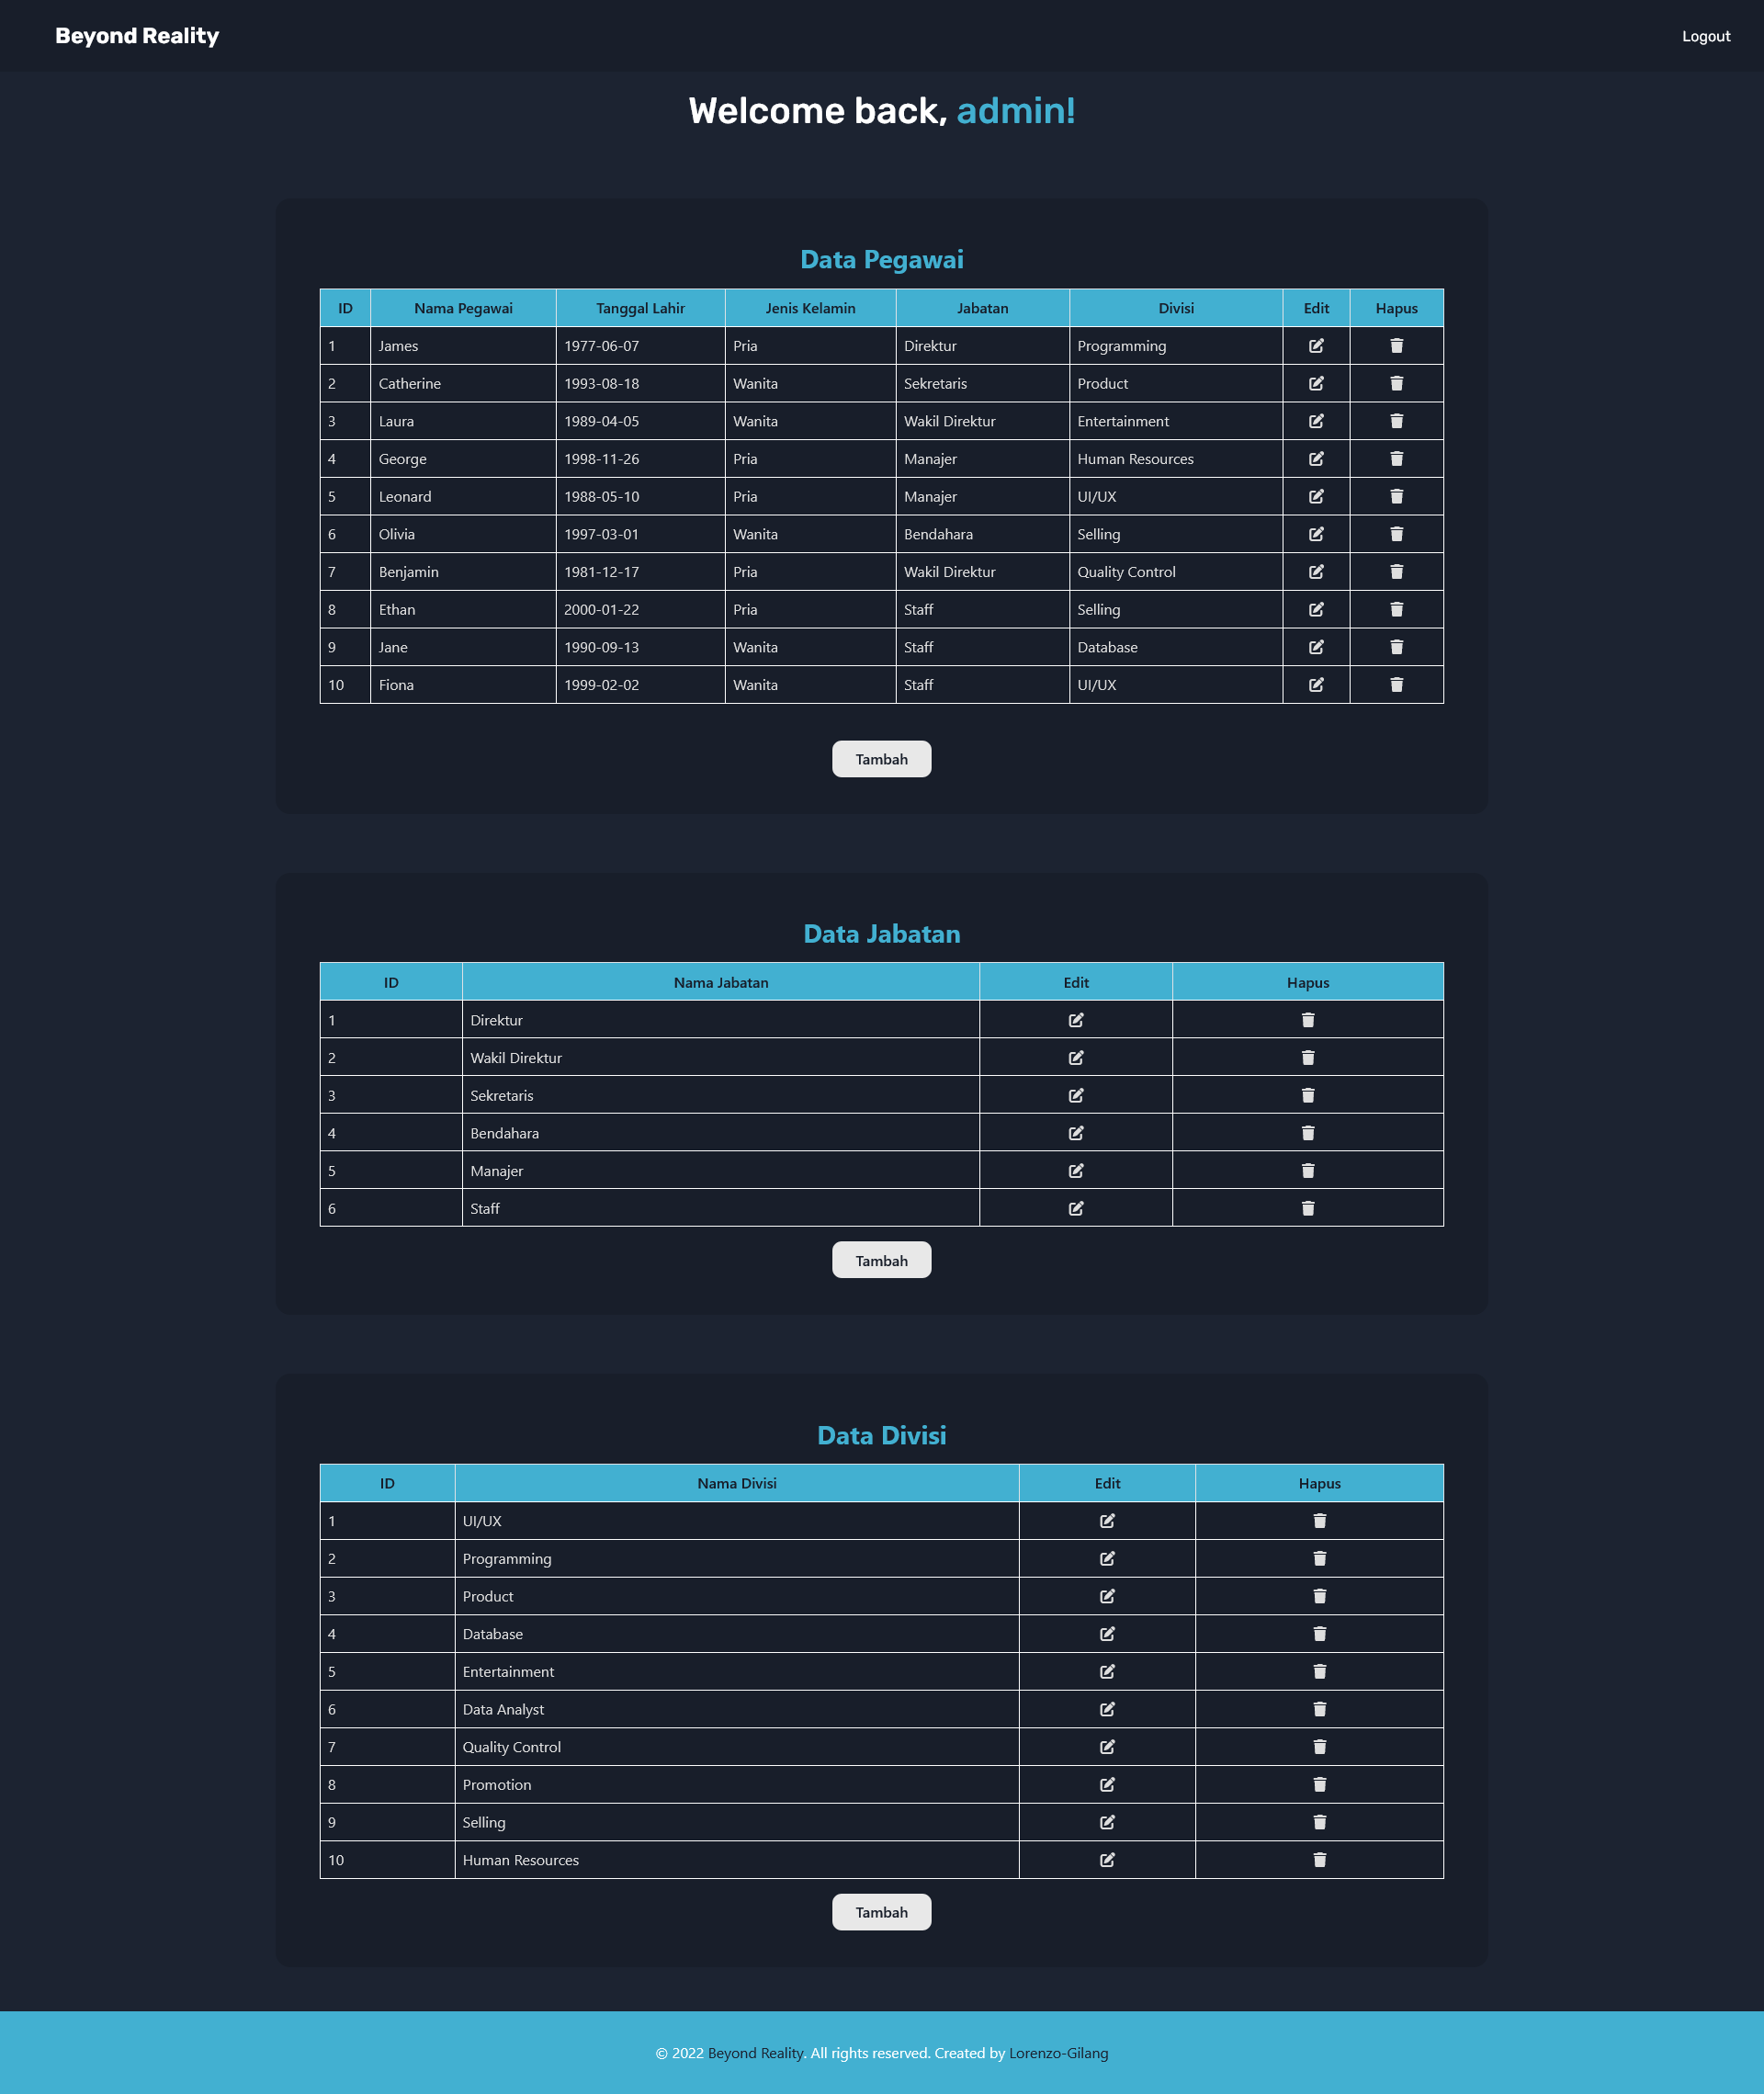 Beyond Reality Logout
Welcome back, admin!
Data Pegawai
ID Nama Pegawai Tanggal Lahir Jenis Kelamin Jabatan Divisi Edit Hapus
1 James 1977-06-07 Pria Direktur Programming
2 Catherine 1993-08-18 Wanita Sekretaris Product
3 Laura 1989-04-05 Wanita Wakil Direktur Entertainment
4 George 1998-11-26 Pria Manajer Human Resources
5 Leonard 1988-05-10 Pria Manajer UI/UX
6 Olivia 1997-03-01 Wanita Bendahara Selling
7 Benjamin 1981-12-17 Pria Wakil Direktur Quality Control
8 Ethan 2000-01-22 Pria Staff Selling
9 Jane 1990-09-13 Wanita Staff Database
10 Fiona 1999-02-02 Wanita Staff UI/UX
Tambah
Data Jabatan
ID Nama Jabatan Edit Hapus
1 Direktur
2 Wakil Direktur
3 Sekretaris
4 Bendahara
5 Manajer
6 Staff
Tambah
Data Divisi
ID Nama Divisi Edit Hapus
1 UI/UX
2 Programming
3 Product
4 Database
5 Entertainment
6 Data Analyst
7 Quality Control
8 Promotion
9 Selling
10 Human Resources
Tambah
© 2022 Beyond Reality. All rights reserved. Created by Lorenzo-Gilang